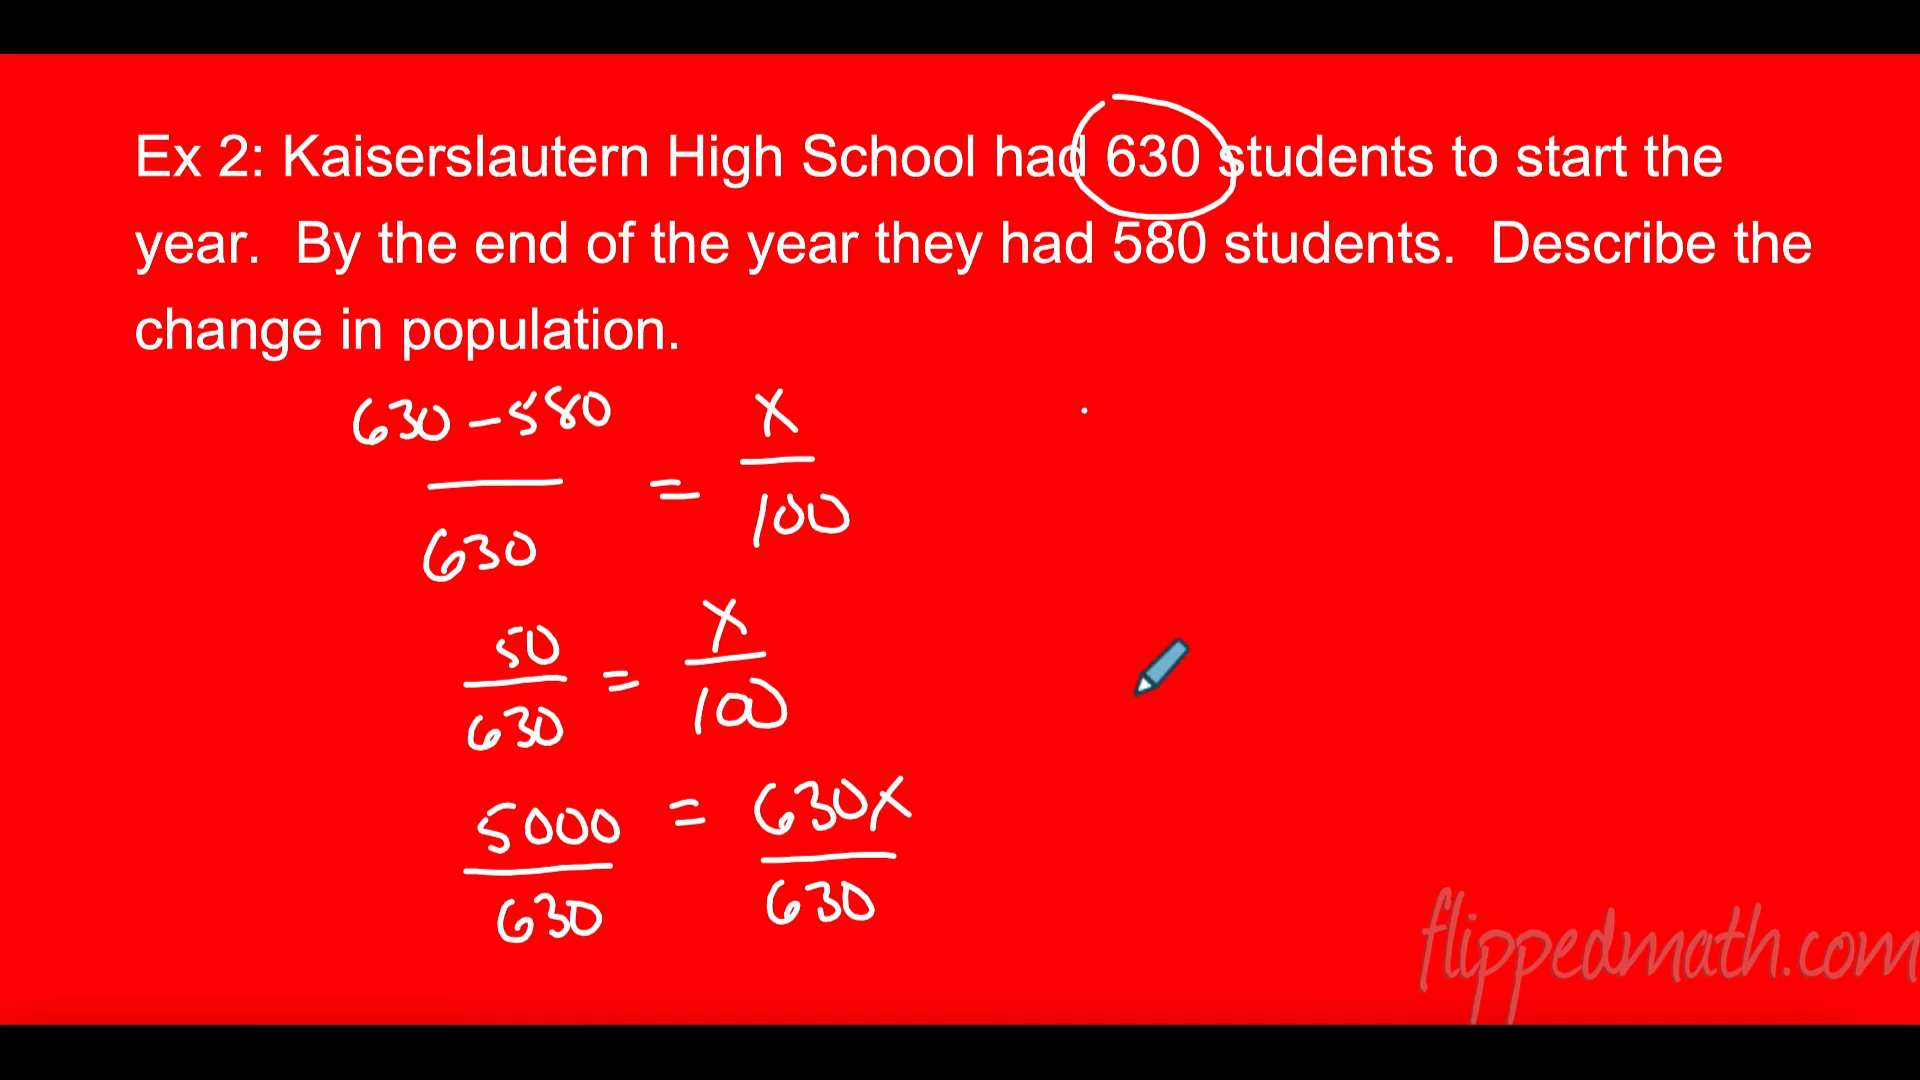 Ex 2: Kaiserslautern High School had 630 students to start the
year. By the end of the year they had 580 students. Describe the
change in population.
630 - 580
630
=
x
100
50
630
=
x
100
5000 = 630x
630 630
flippedmath.com